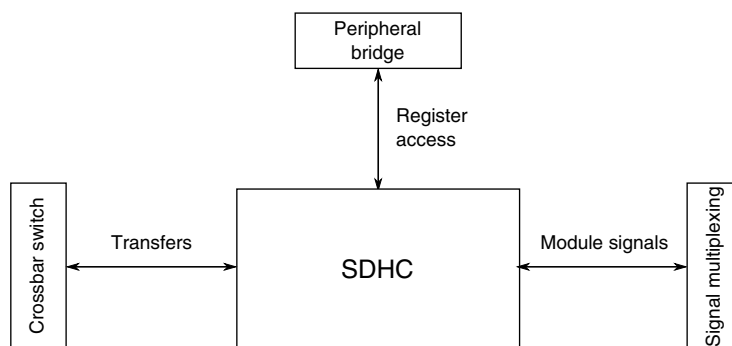 Peripheral
bridge
Register
access
Crossbar switch
Transfers
SDHC
Module signals
Signal multiplexing